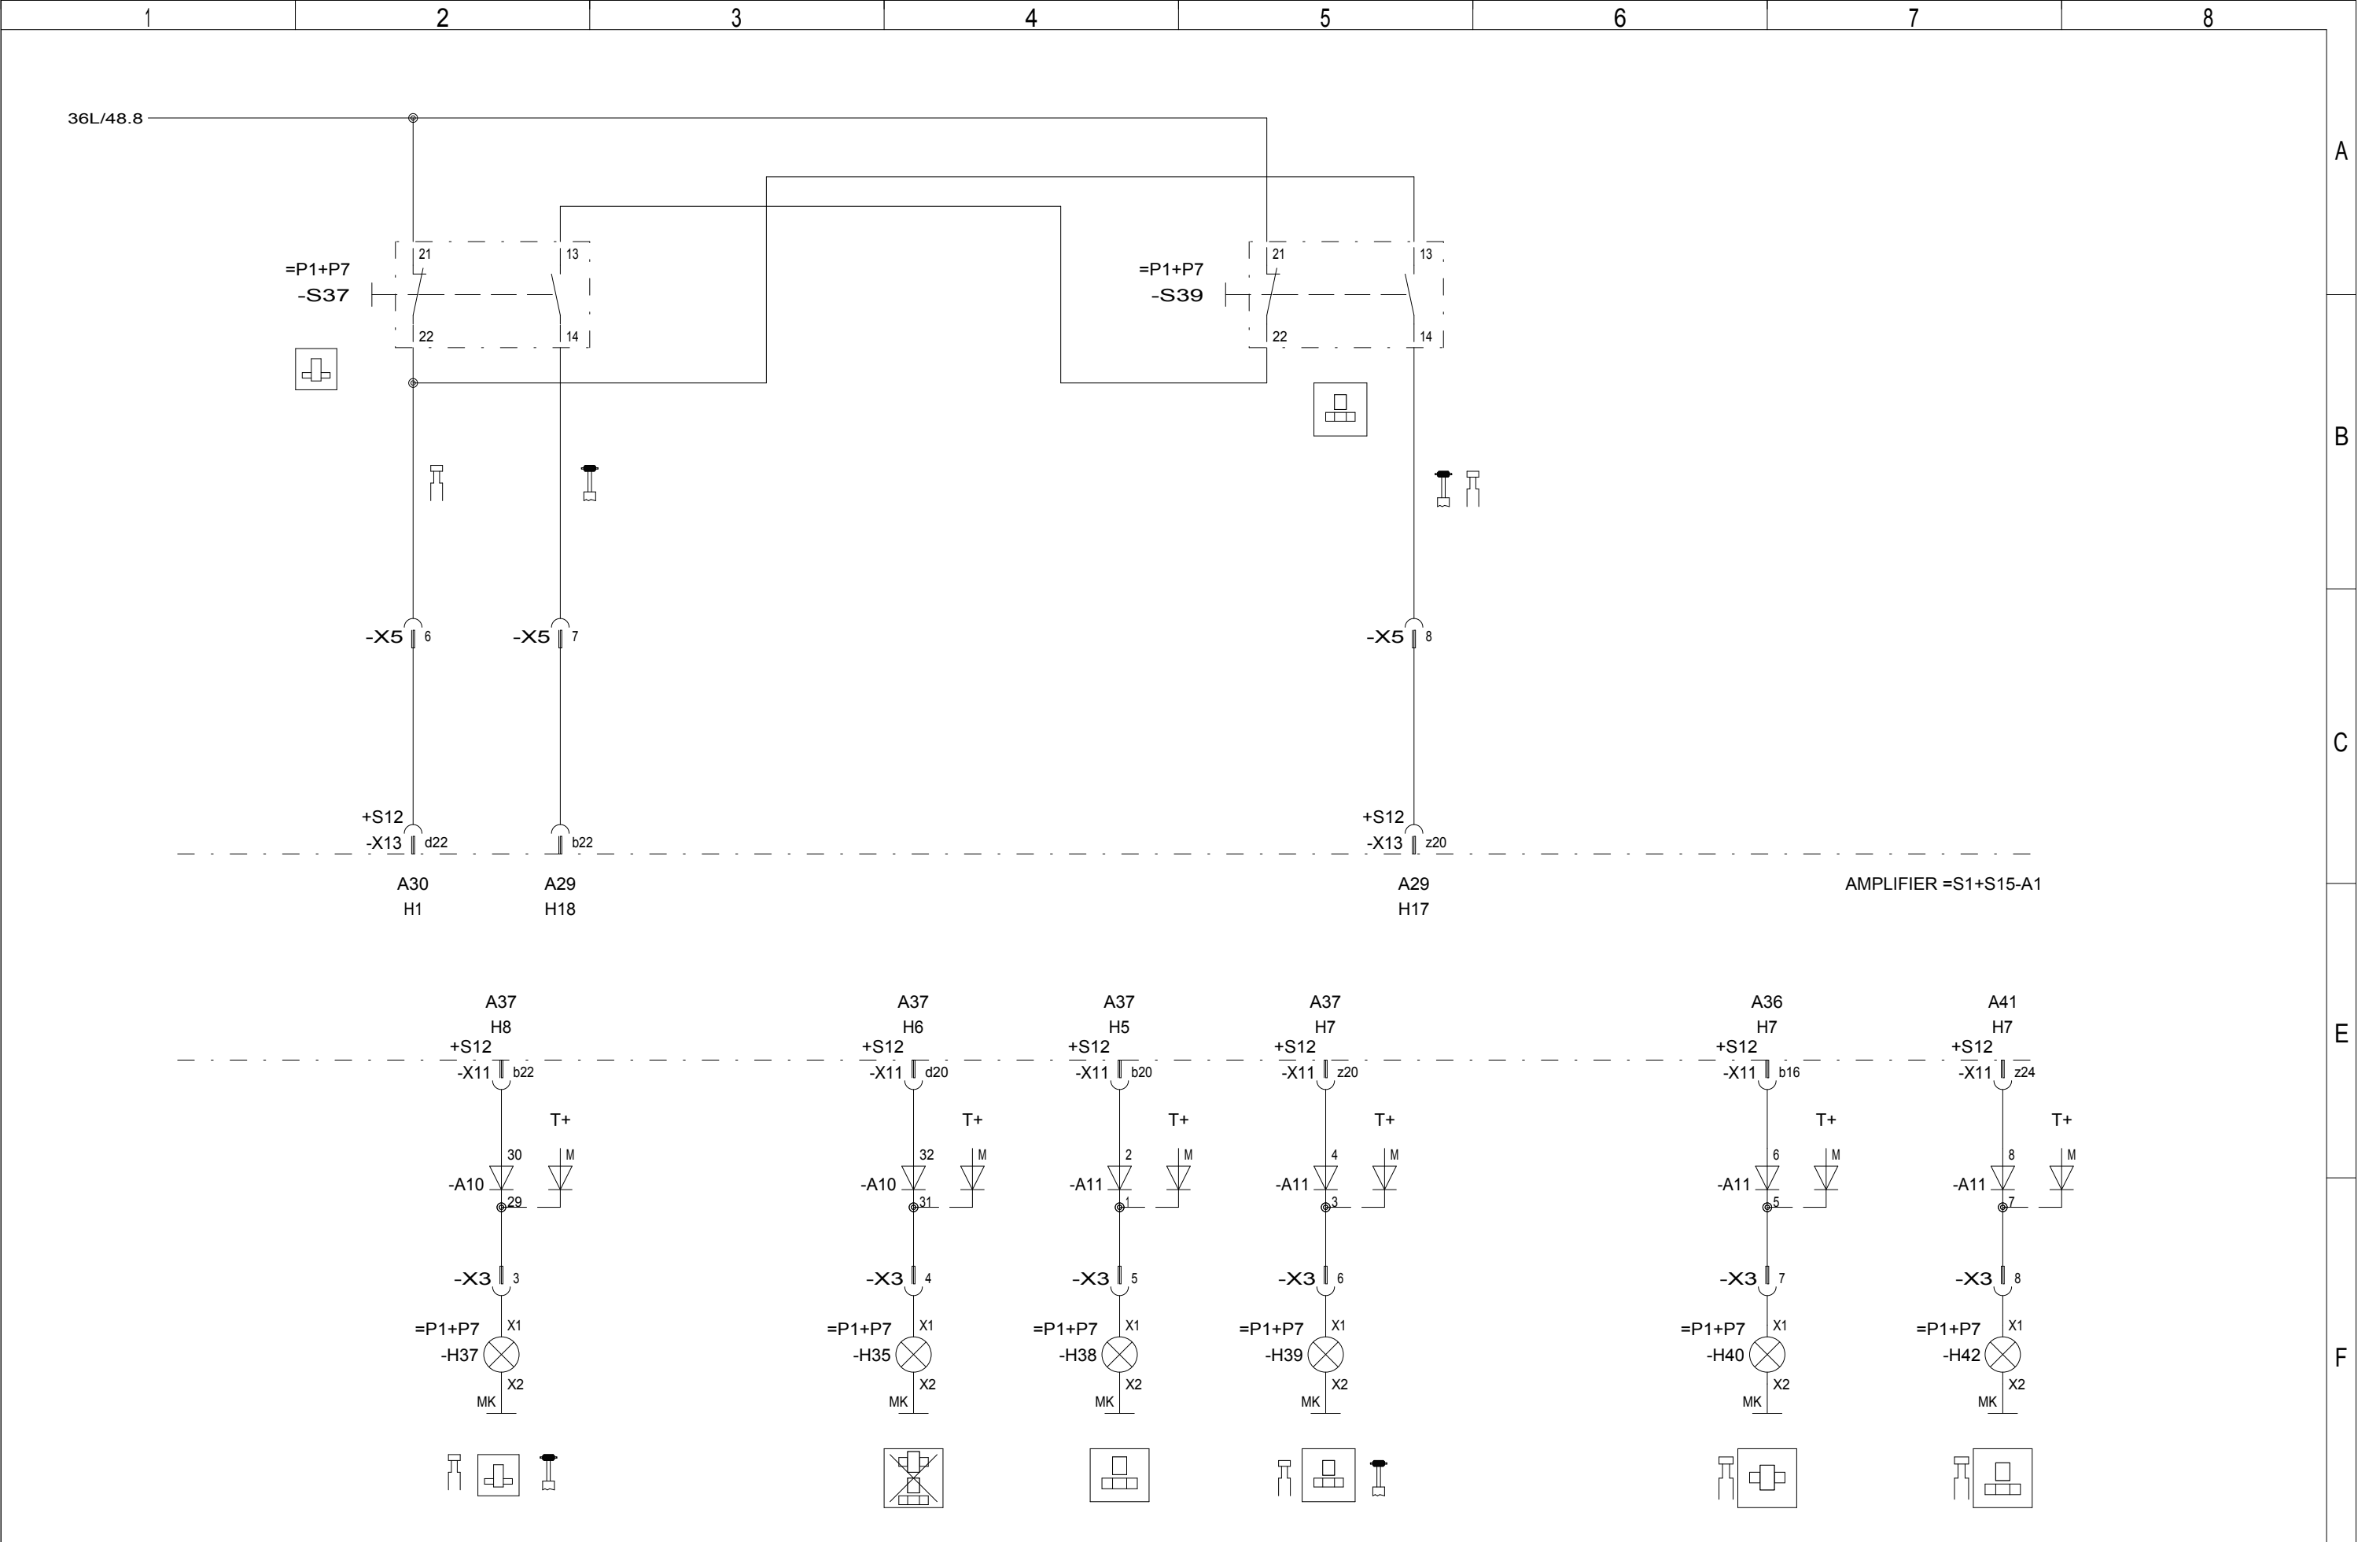 1 2 3 4 5 6 7 8
36L/48.8
A
21 13 21 13
=P1+P7 =P1+P7
-S37 -S39
22 14 22 14
B
-X5 6 -X5 7 -X5 8
C
+S12 +S12
-X13 d22 b22 -X13 z20
A30 A29 A29 AMPLIFIER =S1+S15-A1
H1 H18 H17
A37 A37 A37 A37 A36 A41
H8 H6 H5 H7 H7 H7
E
+S12 +S12 +S12 +S12 +S12 +S12
-X11 b22 -X11 d20 -X11 b20 -X11 z20 -X11 b16 -X11 z24
T+ T+ T+ T+ T+ T+
30 M 32 M 2 M 4 M 6 M 8 M
-A10 -A10 -A11 -A11 -A11 -A11
29 31 1 3 5 7
-X3 3 -X3 4 -X3 5 -X3 6 -X3 7 -X3 8
=P1+P7 X1 =P1+P7 X1 =P1+P7 X1 =P1+P7 X1 =P1+P7 X1 =P1+P7 X1
-H37 -H35 -H38 -H39 -H40 -H42
F
X2 X2 X2 X2 X2 X2
MK MK MK MK MK MK